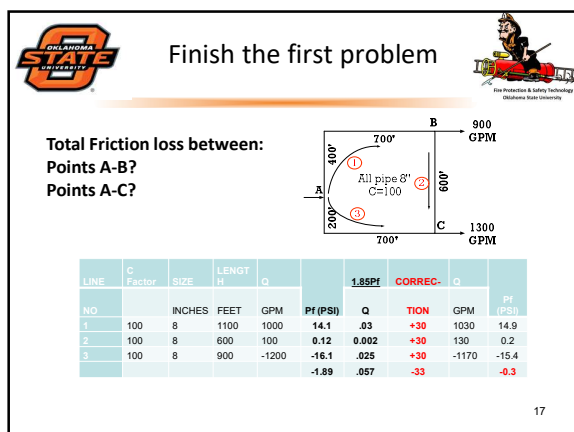 OKLAHOMA
STATE
UNIVERSITY
Finish the first problem
Fire Protection & Safety Technology
Oklahoma State University
Total Friction loss between:
Points A-B?
Points A-C?
B
900
GPM
700'
400'
1
All pipe 8"
C=100
2
600'
A
200'
3
C
1300
GPM
700'
LINE C Factor SIZE LENGT H Q 1.85Pf CORREC- Q
NO INCHES FEET GPM Pf (PSI) Q TION GPM Pf (PSI)
1 100 8 1100 1000 14.1 .03 +30 1030 14.9
2 100 8 600 100 0.12 0.002 +30 130 0.2
3 100 8 900 -1200 -16.1 .025 +30 -1170 -15.4
-1.89 .057 -33 -0.3
17